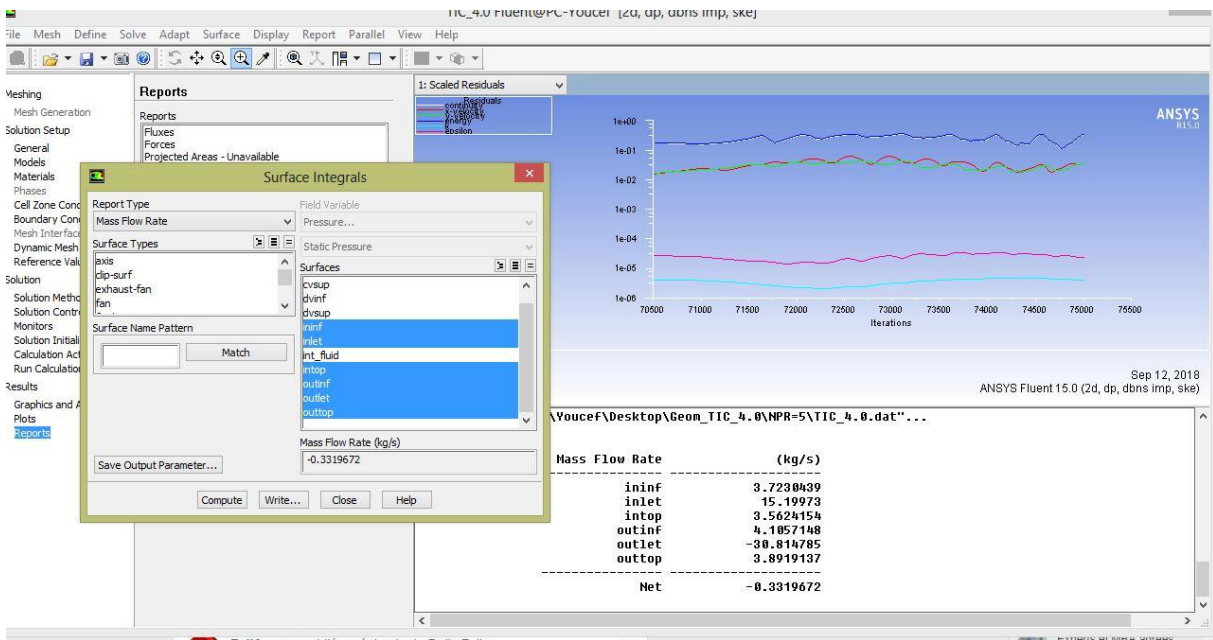 TIC_4.0 Fluent@PC-Youcef [2d, dp, dbns imp, ske]
File Mesh Define Solve Adapt Surface Display Report Parallel View Help
Meshing
Mesh Generation
Solution Setup
General
Models
Materials
Phases
Cell Zone Cond
Boundary Con
Mesh Interface
Dynamic Mesh
Reference Val
Solution
Solution Metho
Solution Contr
Monitors
Solution Initiali
Calculation Act
Run Calculation
Results
Graphics and A
Plots
Reports
Reports
Reports
Fluxes
Forces
Projected Areas - Unavailable
Surface Integrals
Report Type
Mass Flow Rate
Surface Types
axis
clip-surf
exhaust-fan
fan
Surface Name Pattern
Match
Save Output Parameter...
Field Variable
Pressure...
Static Pressure
Surfaces
cvsup
dvinf
dvsup
ininf
inlet
int_fluid
intop
outinf
outlet
outtop
Mass Flow Rate (kg/s)
-0.3319672
Compute Write... Close Help
1: Scaled Residuals
Residuals
continuity
x-velocity
y-velocity
energy
k
epsilon
ANSYS
R15.0
1e+00
1e-01
1e-02
1e-03
1e-04
1e-05
1e-06
70500 71000 71500 72000 72500 73000 73500 74000 74500 75000 75500
Iterations
Sep 12, 2018
ANSYS Fluent 15.0 (2d, dp, dbns imp, ske)
\Youcef\Desktop\Geom_TIC_4.0\NPR=5\TIC_4.0.dat"...
Mass Flow Rate (kg/s)
-------------------------------- --------------------
ininf 3.7230439
inlet 15.19973
intop 3.5624154
outinf 4.1057148
outlet -30.814785
outtop 3.8919137
---------------- --------------------
Net -0.3319672